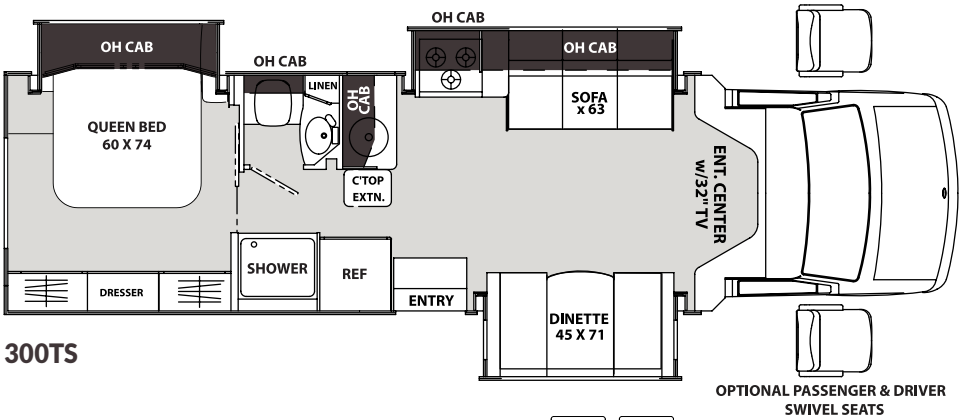 OH CAB
OH CAB
OH CAB
OH CAB
LINEN
OH
CAB
SOFA
x 63
QUEEN BED
60 X 74
C'TOP
EXTN.
ENT. CENTER
w/32" TV
SHOWER
REF
DRESSER
ENTRY
DINETTE
45 X 71
300TS
OPTIONAL PASSENGER & DRIVER
SWIVEL SEATS